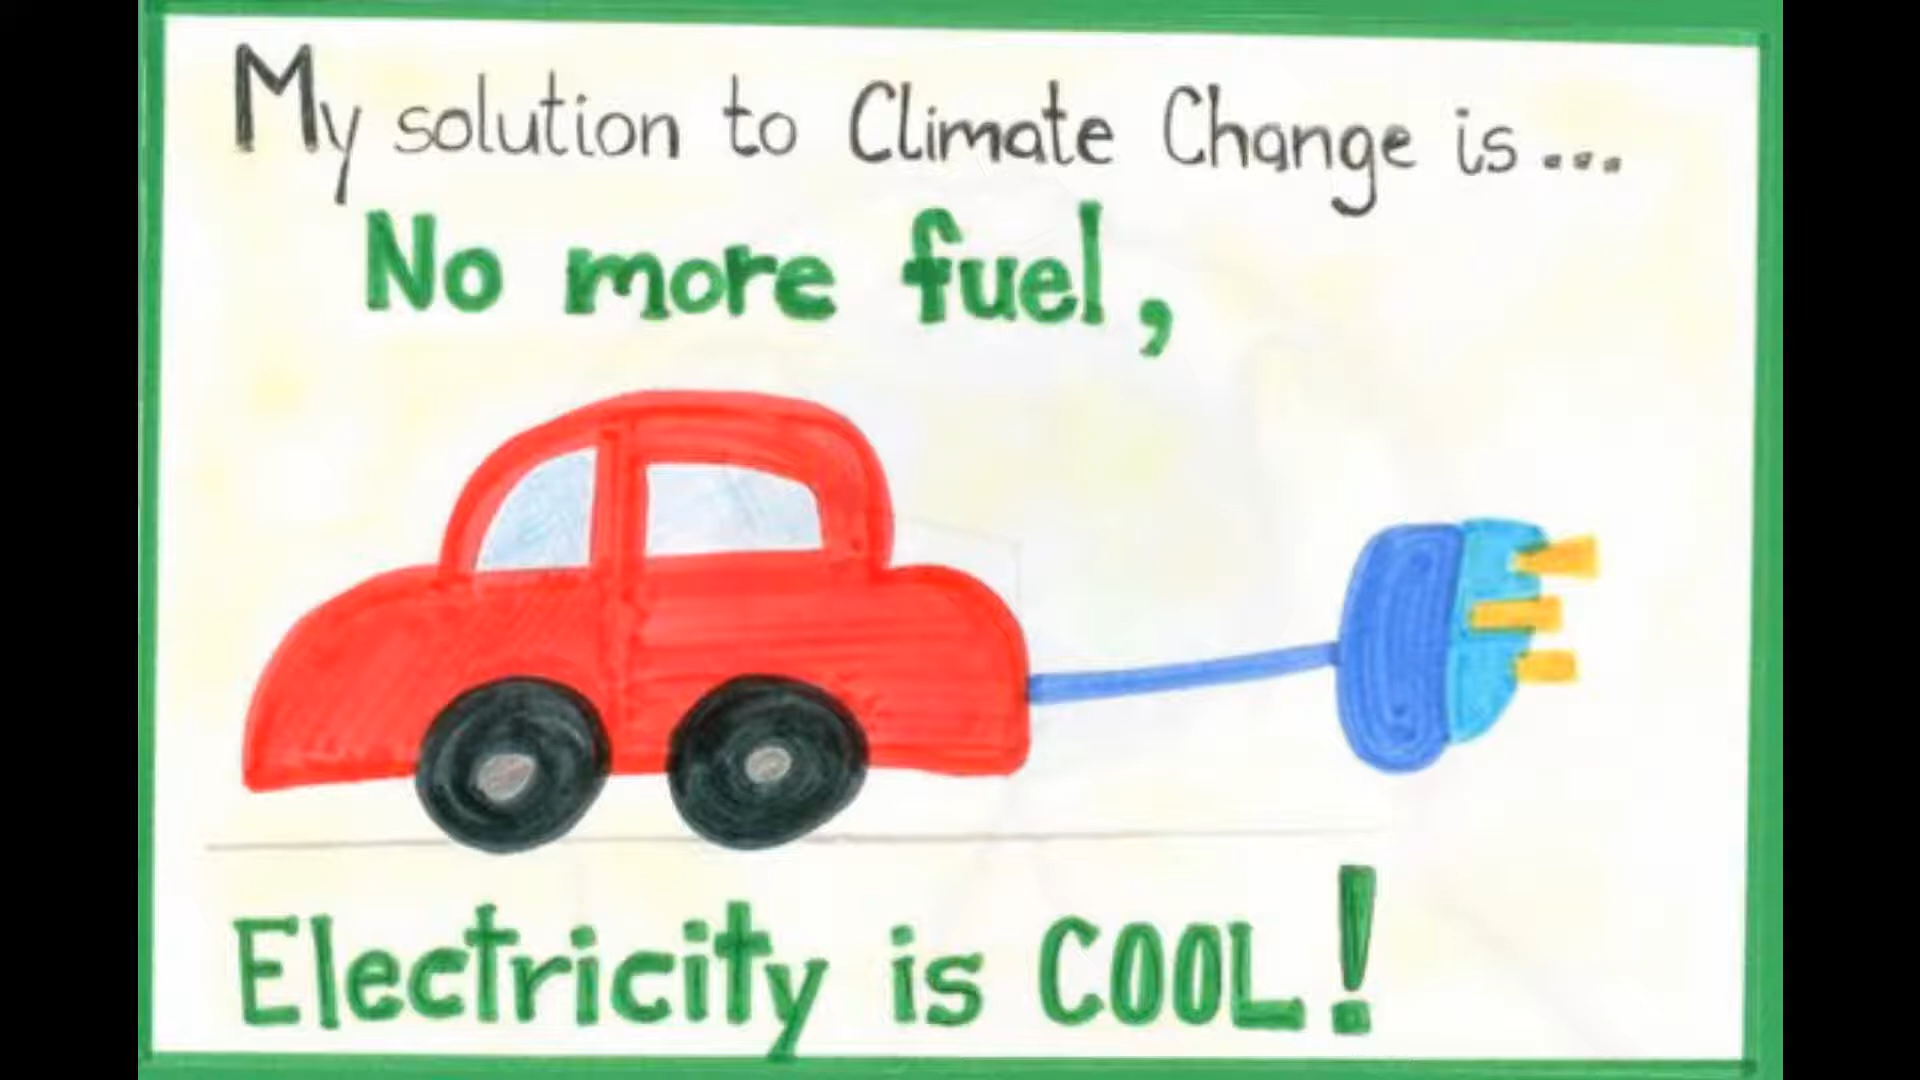 My solution to Climate Change is...
No more fuel,
Electricity is COOL!